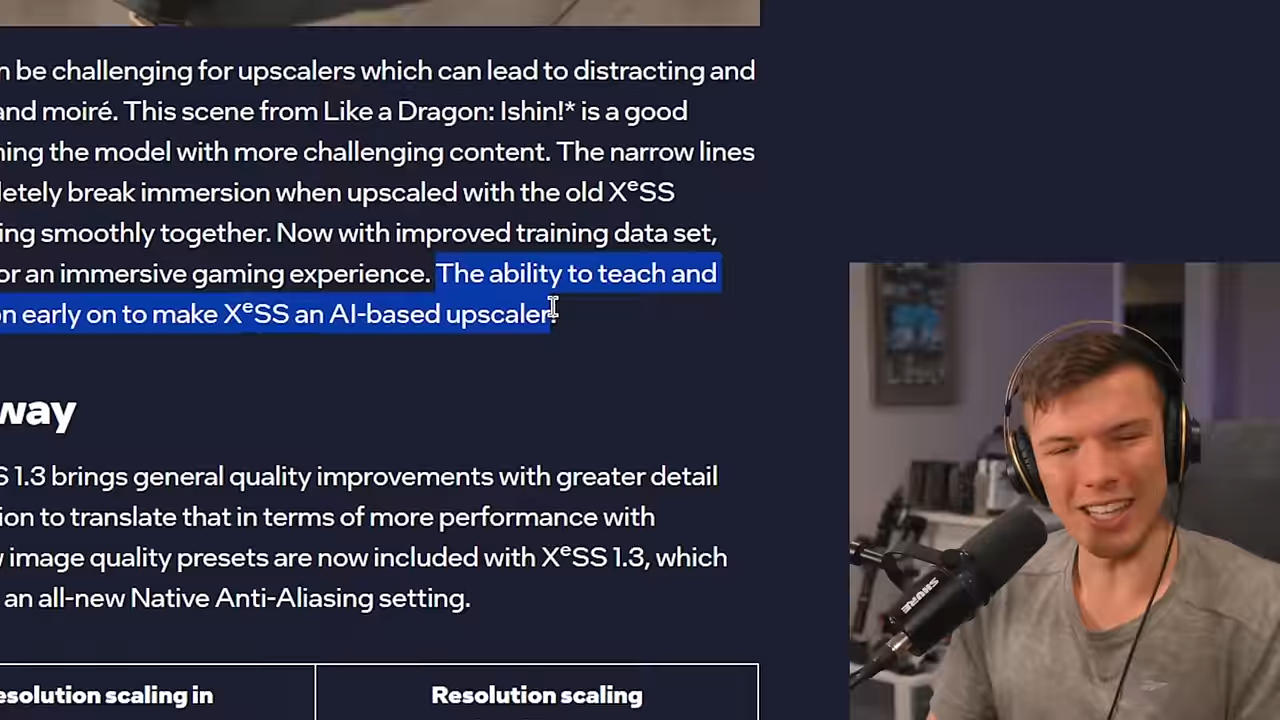 n be challenging for upscalers which can lead to distracting and
and moiré. This scene from Like a Dragon: Ishin!* is a good
ning the model with more challenging content. The narrow lines
letely break immersion when upscaled with the old XᵉSS
ing smoothly together. Now with improved training data set,
or an immersive gaming experience. The ability to teach and
on early on to make XᵉSS an AI-based upscaler.
way
S 1.3 brings general quality improvements with greater detail
ion to translate that in terms of more performance with
w image quality presets are now included with XᵉSS 1.3, which
an all-new Native Anti-Aliasing setting.
esolution scaling in
Resolution scaling
SHURE